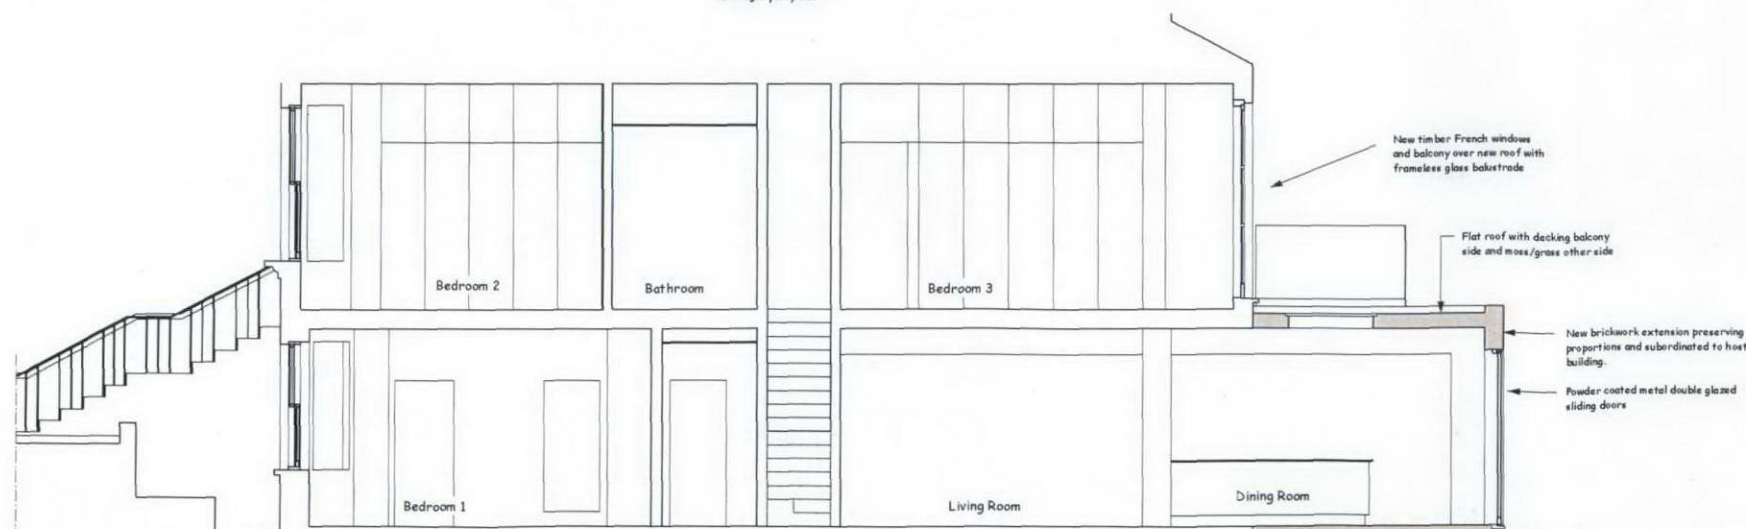 New timber French windows
and balcony over new roof with
frameless glass balustrade
Flat roof with decking balcony
side and moss/grass other side
Bedroom 2
Bathroom
Bedroom 3
New brickwork extension preserving
proportions and subordinated to host
building.
Powder coated metal double glazed
sliding doors
Bedroom 1
Living Room
Dining Room